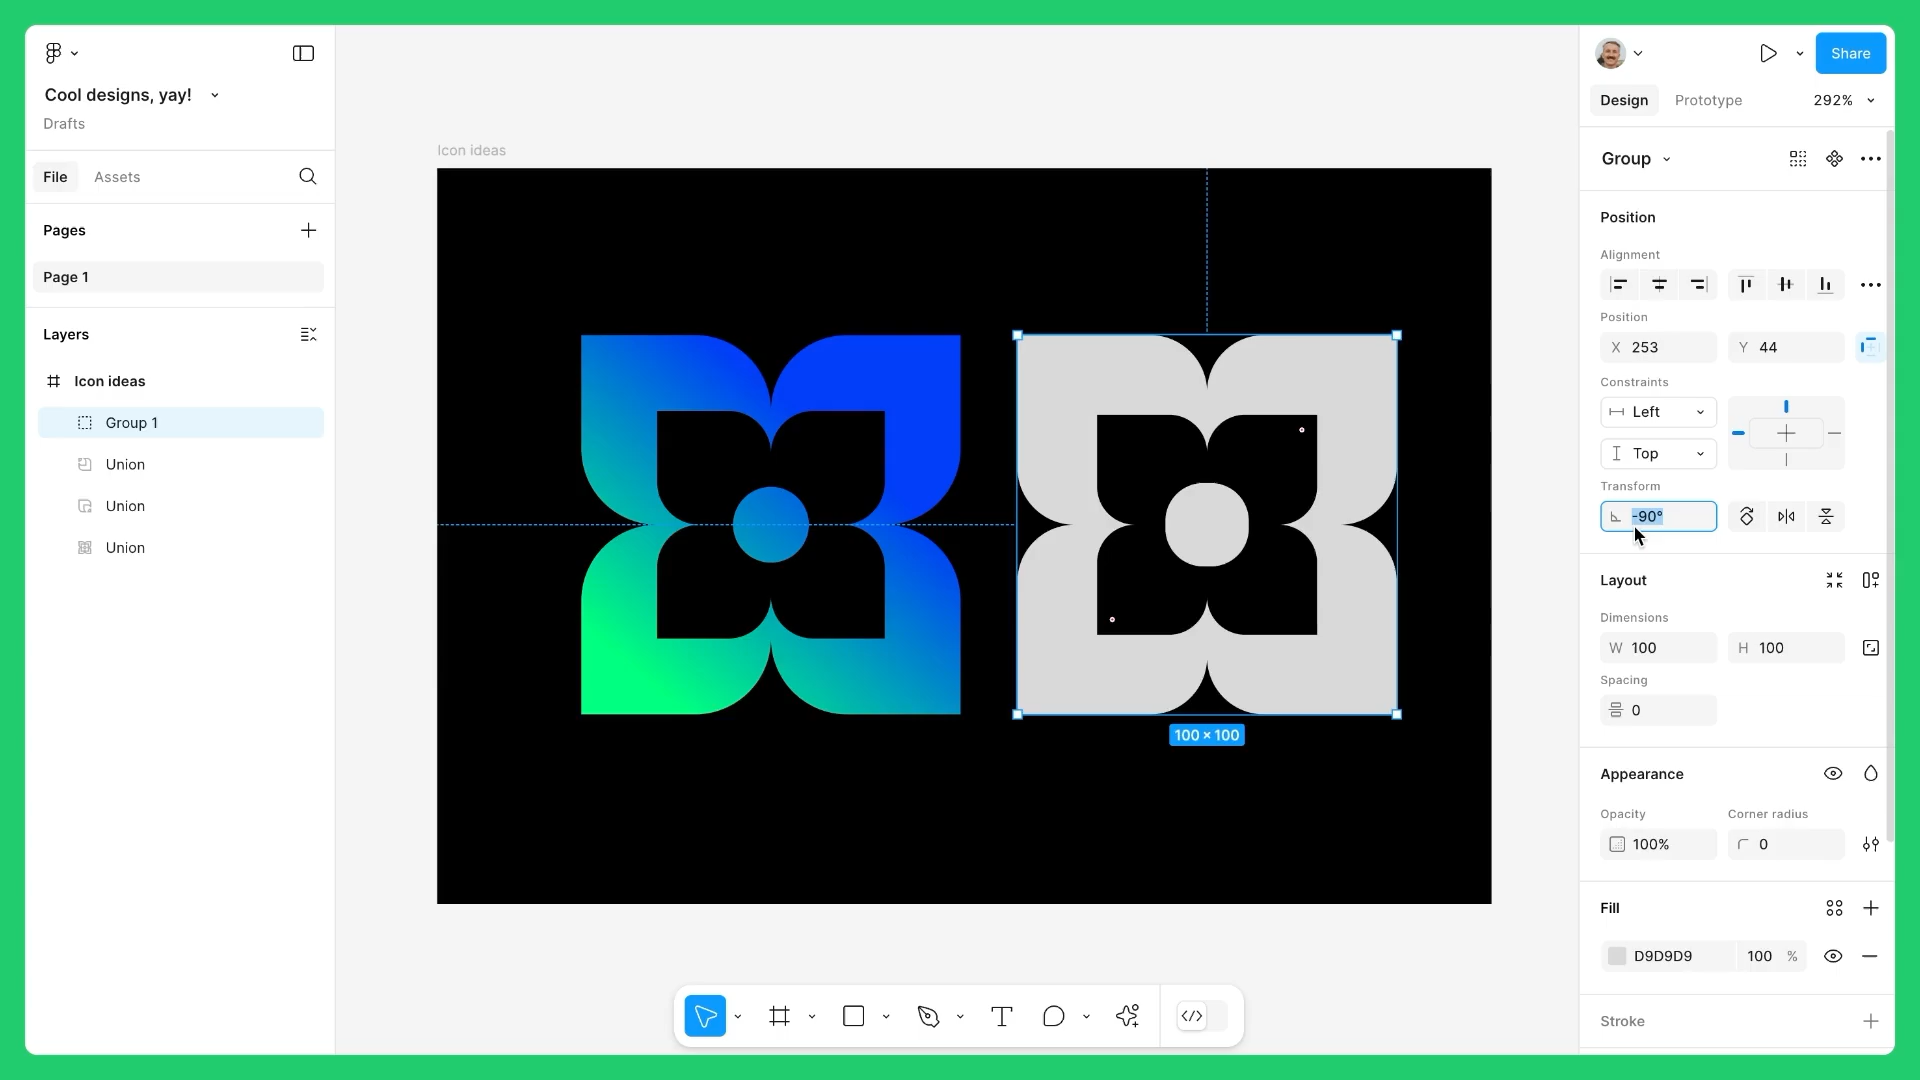 Cool designs, yay!
Drafts
File
Assets
Pages
Page 1
Layers
Icon ideas
Group 1
Union
Union
Union
Icon ideas
100 × 100
Share
Design
Prototype
292%
Group
Position
Alignment
Position
X 253
Y 44
Constraints
Left
Top
Transform
-90°
Layout
Dimensions
W 100
H 100
Spacing
0
Appearance
Opacity
Corner radius
100%
0
Fill
D9D9D9
100 %
Stroke